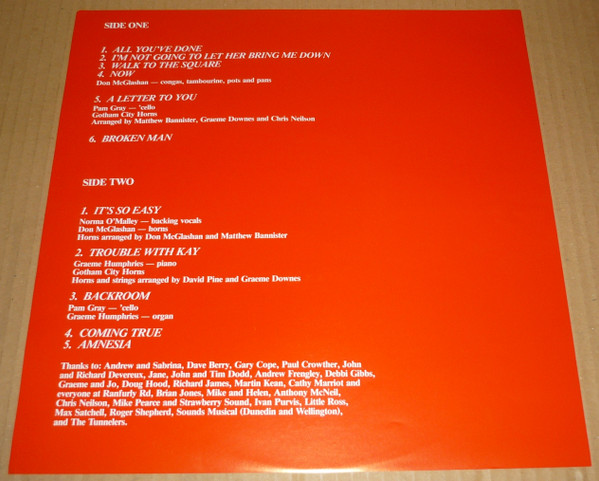 SIDE ONE
1. ALL YOU'VE DONE
2. I'M NOT GOING TO LET HER BRING ME DOWN
3. WALK TO THE SQUARE
4. NOW
Don McGlashan — congas, tambourine, pots and pans
5. A LETTER TO YOU
Pam Gray — 'cello
Gotham City Horns
Arranged by Matthew Bannister, Graeme Downes and Chris Neilson
6. BROKEN MAN
SIDE TWO
1. IT'S SO EASY
Norma O'Malley — backing vocals
Don McGlashan — horns
Horns arranged by Don McGlashan and Matthew Bannister
2. TROUBLE WITH KAY
Graeme Humphries — piano
Gotham City Horns
Horns and strings arranged by David Pine and Graeme Downes
3. BACKROOM
Pam Gray — 'cello
Graeme Humphries — organ
4. COMING TRUE
5. AMNESIA
Thanks to: Andrew and Sabrina, Dave Berry, Gary Cope, Paul Crowther, John
and Richard Devereux, Jane, John and Tim Dodd, Andrew Frengley, Debbi Gibbs,
Graeme and Jo, Doug Hood, Richard James, Martin Kean, Cathy Marriot and
everyone at Ranfurly Rd, Brian Jones, Mike and Helen, Anthony McNeil,
Chris Neilson, Mike Pearce and Strawberry Sound, Ivan Purvis, Little Ross,
Max Satchell, Roger Shepherd, Sounds Musical (Dunedin and Wellington),
and The Tunnelers.